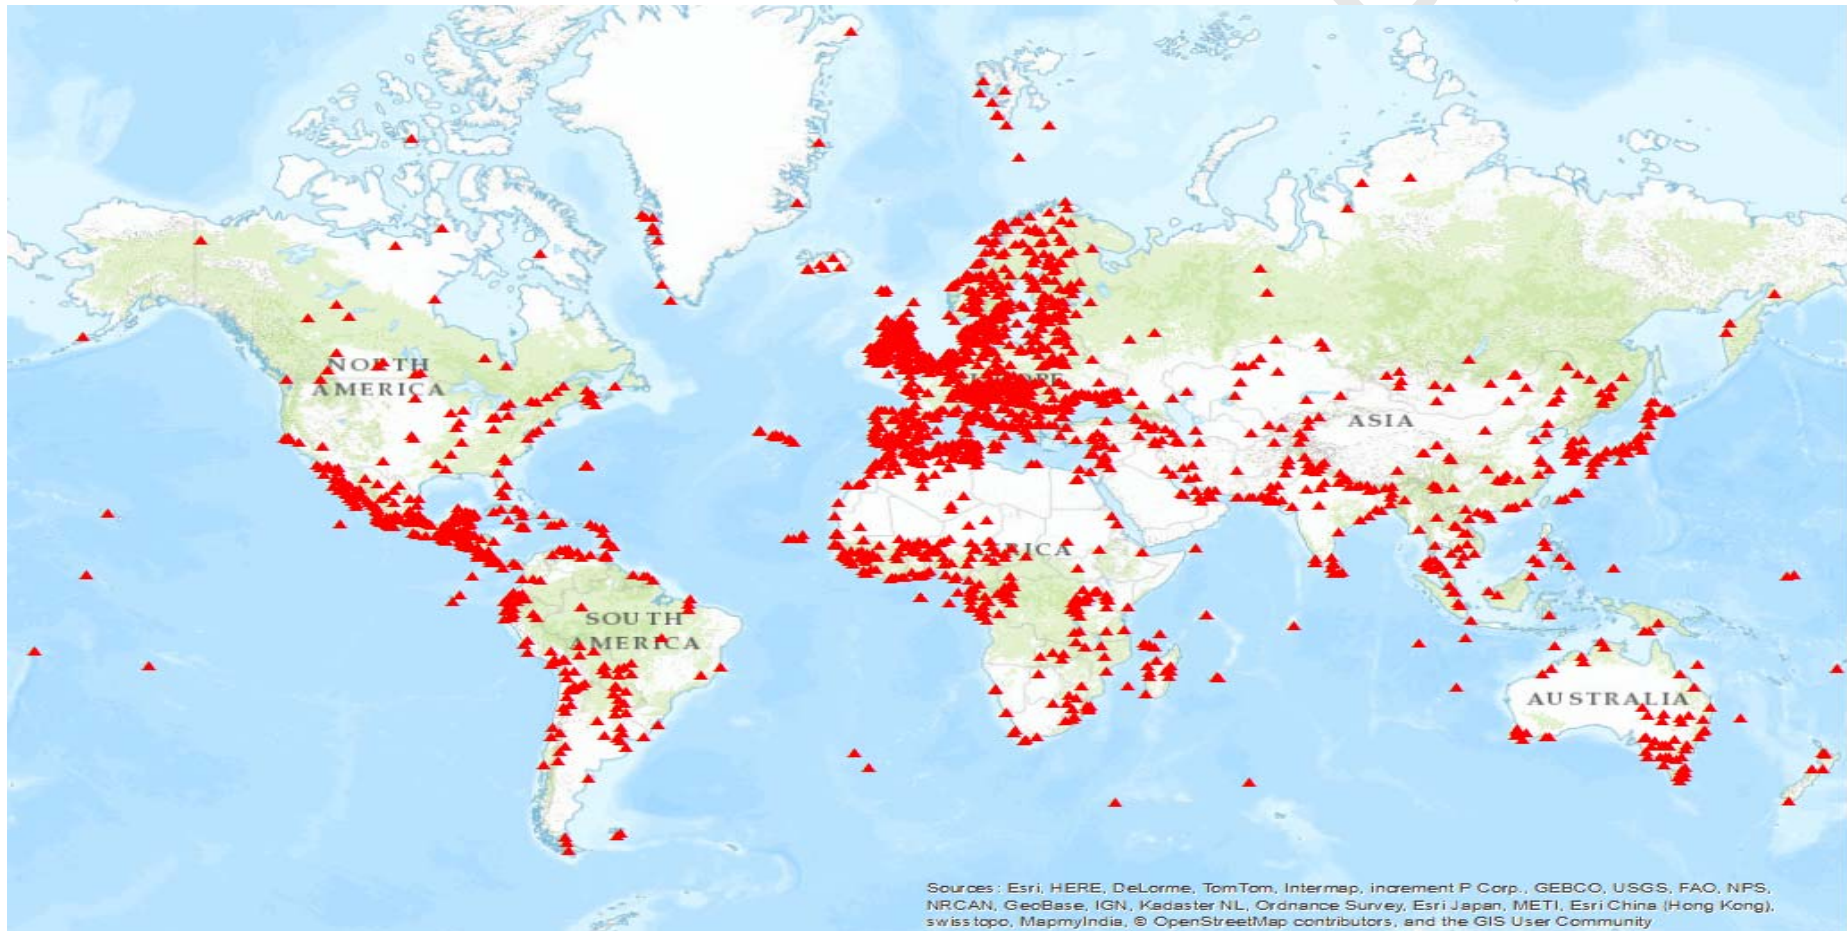 NORTH
AMERICA
EUROPE
ASIA
AFRICA
SOUTH
AMERICA
AUSTRALIA
Sources: Esri, HERE, DeLorme, TomTom, Intermap, increment P Corp., GEBCO, USGS, FAO, NPS,
NRCAN, GeoBase, IGN, Kadaster NL, Ordnance Survey, Esri Japan, METI, Esri China (Hong Kong),
swisstopo, MapmyIndia, © OpenStreetMap contributors, and the GIS User Community